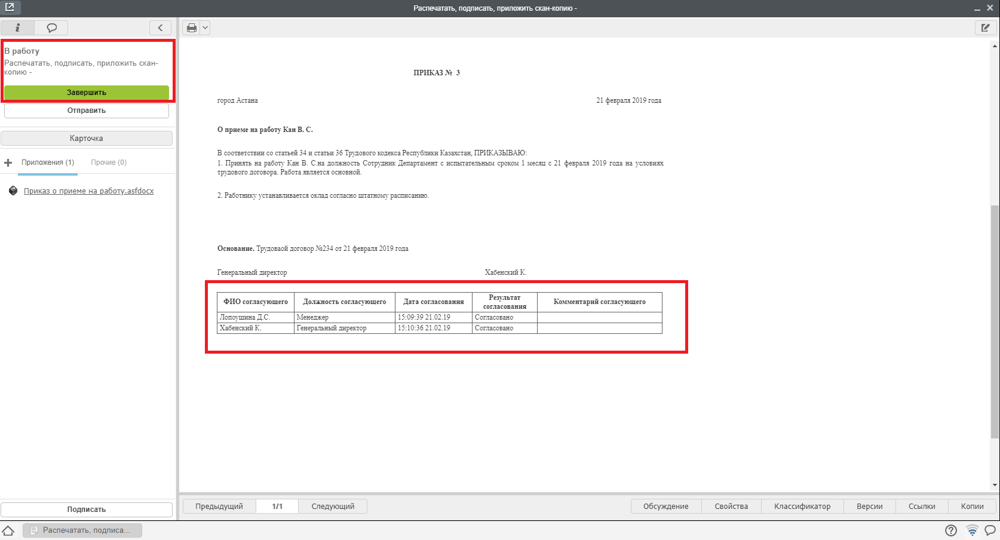 Распечатать, подписать, приложить скан-копию -
В работу
Распечатать, подписать, приложить скан-
копию -
Завершить
Отправить
Карточка
Приложения (1) Прочие (0)
Приказ о приеме на работу.asfdocx
Подписать
ПРИКАЗ № 3
город Астана 21 февраля 2019 года
О приеме на работу Кан В. С.
В соответствии со статьей 34 и статьи 36 Трудового кодекса Республики Казахстан, ПРИКАЗЫВАЮ:
1. Принять на работу Кан В. С.на должность Сотрудник Департамент с испытательным сроком 1 месяц с 21 февраля 2019 года на условиях
трудового договора. Работа является основной.
2. Работнику устанавливается оклад согласно штатному расписанию.
Основание. Трудоваой договор №234 от 21 февраля 2019 года
Генеральный директор Хабенский К.
ФИО согласующего Должность согласующего Дата согласования Результат согласования Комментарий согласующего
Лопоушина Д.С. Менеджер 15:09:39 21.02.19 Согласовано
Хабенский К. Генеральный директор 15:10:36 21.02.19 Согласовано
Предыдущий 1/1 Следующий Обсуждение Свойства Классификатор Версии Ссылки Копии
Распечатать, подписа...